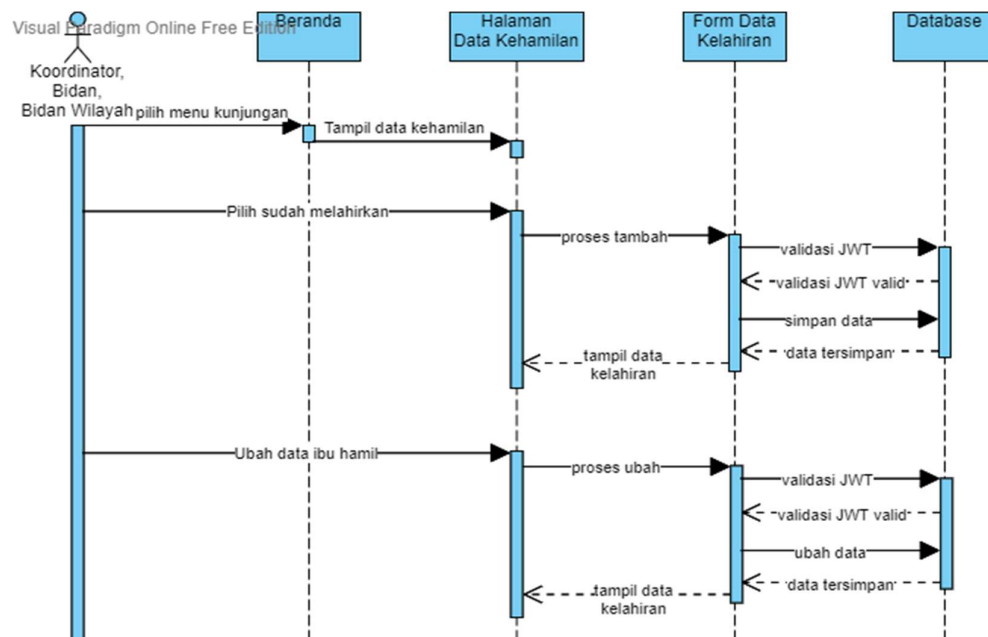 Visual Paradigm Online Free Edition
Beranda
Halaman
Data Kehamilan
Form Data
Kelahiran
Database
Koordinator,
Bidan,
Bidan Wilayah
pilih menu kunjungan
Tampil data kehamilan
Pilih sudah melahirkan
proses tambah
validasi JWT
validasi JWT valid
simpan data
data tersimpan
tampil data
kelahiran
Ubah data ibu hamil
proses ubah
validasi JWT
validasi JWT valid
ubah data
data tersimpan
tampil data
kelahiran